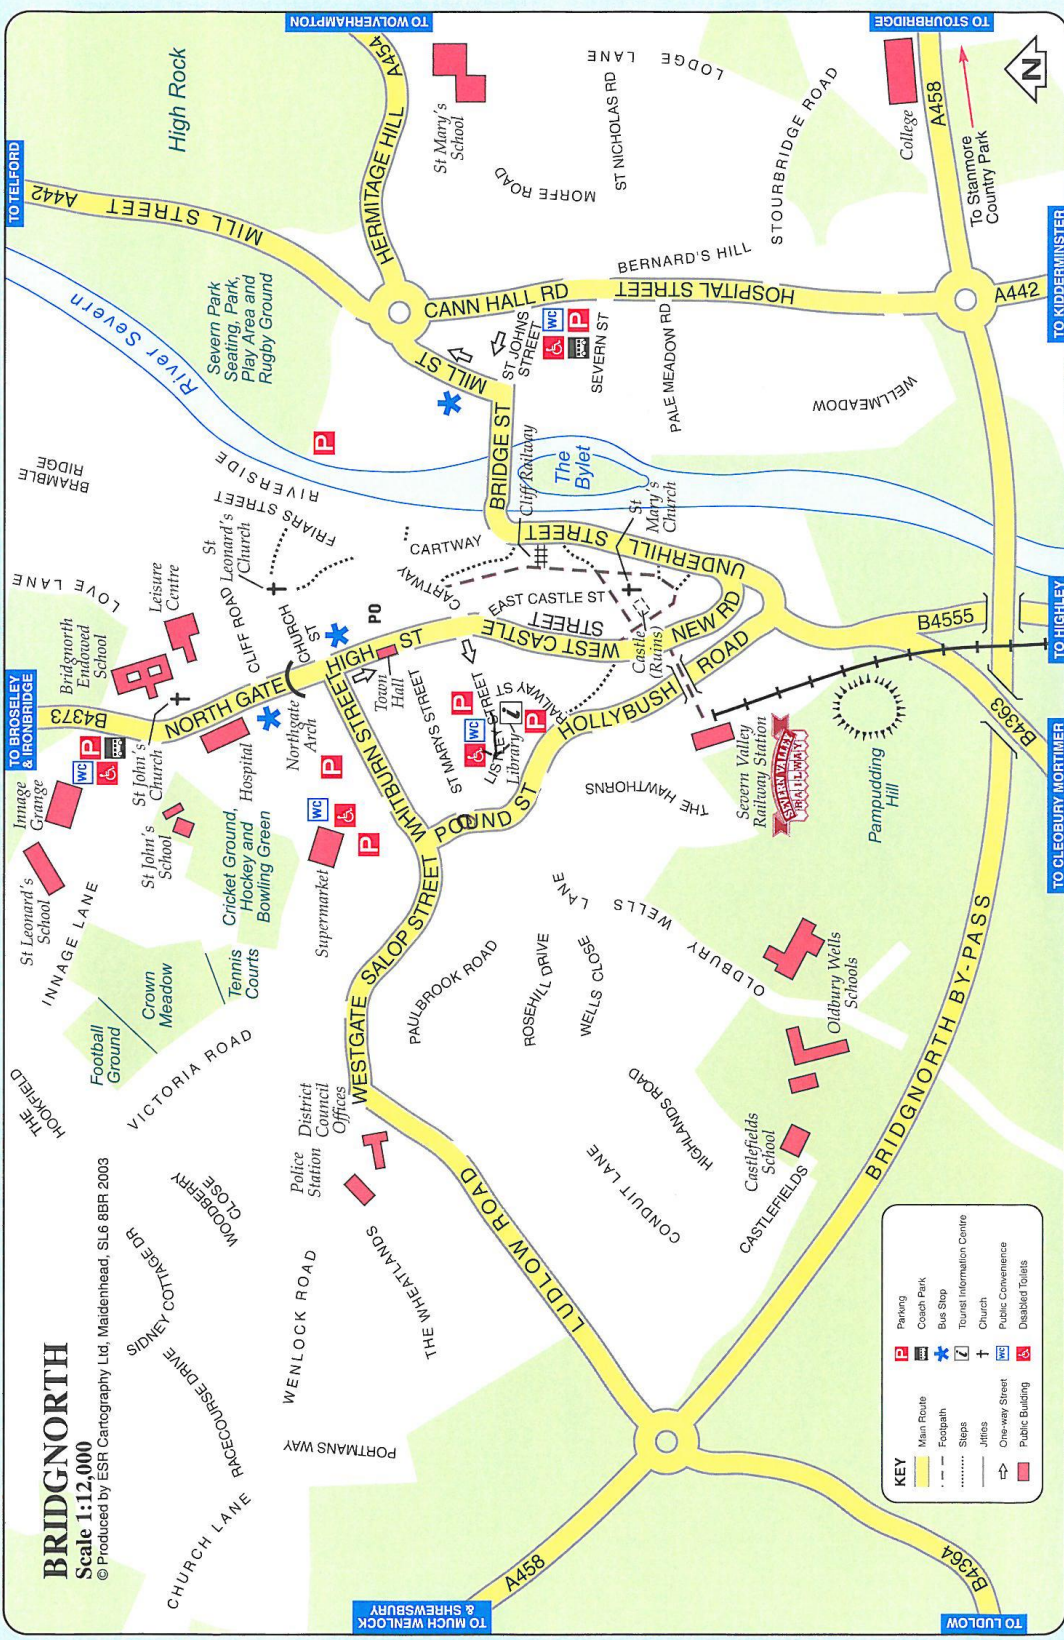 BRIDGNORTH
Scale 1:12,000
© Produced by ESR Cartography Ltd, Maidenhead, SL6 8BR 2003
TO MUCH WENLOCK
& SHREWSBURY
A458
TO LUDLOW
B4364
CHURCH LANE
RACECOURSE DRIVE
SIDNEY COTTAGE DR
WOODBERRY
CLOSE
PORTMANS WAY
WENLOCK ROAD
THE WHEATLANDS
LUDLOW ROAD
THE
HOOKFIELD
VICTORIA ROAD
Football
Ground
Crown
Meadow
Tennis
Courts
Police
Station
District
Council
Offices
WESTGATE
SALOP STREET
INNAGE LANE
St Leonard's
School
Innage
Grange
TO BROSELEY
& IRONBRIDGE
B4373
WC
P
St John's
School
St John's
Church
Cricket Ground,
Hockey and
Bowling Green
Supermarket
WC
P
P
Hospital
Northgate
Arch
NORTH GATE
Bridgnorth
Endowed
School
Leisure
Centre
LOVE LANE
BRAMBLE
RIDGE
CLIFF ROAD
St
Leonard's
Church
CHURCH
ST
FRIARS STREET
RIVERSIDE
PO
HIGH ST
Town
Hall
WHITBURN STREET
ST MARYS STREET
LISTLEY STREET
Library
i
P
WC
P
RAILWAY ST
POUND ST
HOLLYBUSH ROAD
THE HAWTHORNS
CARTWAY
CARTWAY
EAST CASTLE ST
WEST CASTLE STREET
STREET
NEW RD
Castle
(Ruins)
Cliff Railway
St
Mary's
Church
UNDERHILL STREET
BRIDGE ST
The
Bylet
River Severn
P
Severn Park
Seating, Park,
Play Area and
Rugby Ground
TO TELFORD
A442
MILL STREET
High Rock
TO WOLVERHAMPTON
A454
HERMITAGE HILL
MILL ST
ST JOHNS
STREET
WC
P
SEVERN ST
CANN HALL RD
HOSPITAL STREET
BERNARD'S HILL
PALE MEADOW RD
WELLMEADOW
St Mary's
School
MORFE ROAD
ST NICHOLAS RD
LODGE LANE
STOURBRIDGE ROAD
College
TO STOURBRIDGE
A458
To Stanmore
Country Park
N
A442
TO KIDDERMINSTER
TO HIGHLEY
B4555
B4363
TO CLEOBURY MORTIMER
Severn Valley
Railway Station
SEVERN VALLEY
RAILWAY
Pampudding
Hill
OLDBURY WELLS
LANE
PAULBROOK ROAD
ROSEHILL DRIVE
WELLS CLOSE
Oldbury Wells
Schools
HIGHLANDS ROAD
CONDUIT LANE
Castlefields
School
CASTLEFIELDS
BRIDGNORTH BY-PASS
KEY
Main Route
Footpath
Steps
Jitties
One-way Street
Public Building
P Parking
Coach Park
Bus Stop
i Tourist Information Centre
Church
WC Public Convenience
Disabled Toilets